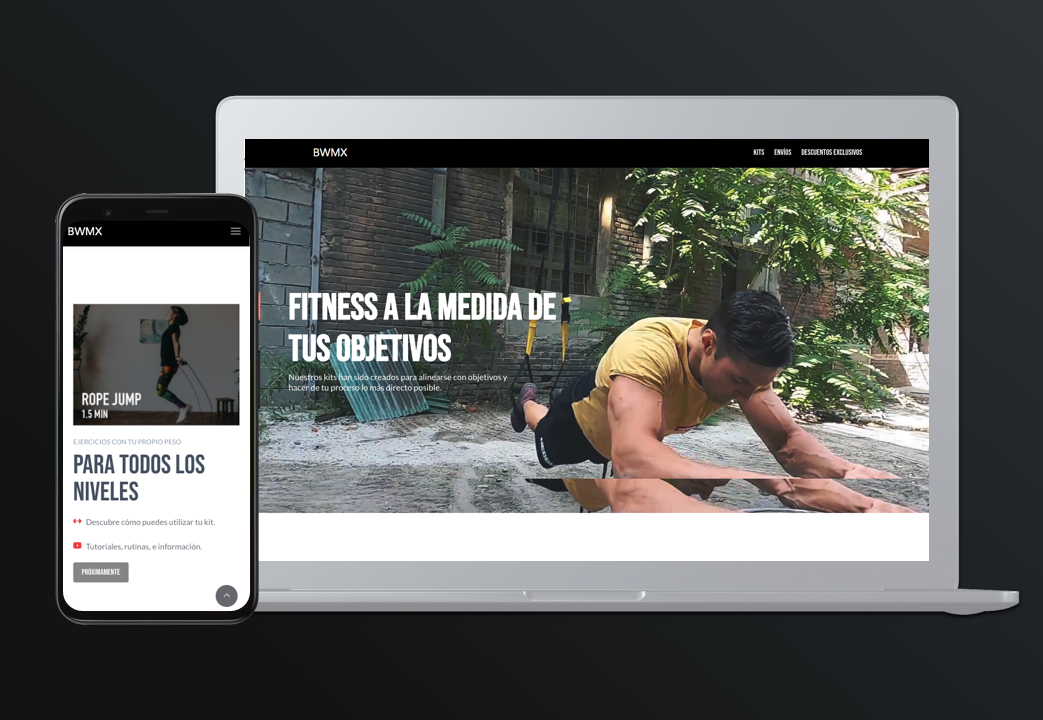 BWMX
KITS ENVÍOS DESCUENTOS EXCLUSIVOS
FITNESS A LA MEDIDA DE
TUS OBJETIVOS
Nuestros kits han sido creados para alinearse con objetivos y
hacer de tu proceso lo más directo posible.
BWMX
ROPE JUMP
1.5 MIN
EJERCICIOS CON TU PROPIO PESO
PARA TODOS LOS
NIVELES
Descubre cómo puedes utilizar tu kit.
Tutoriales, rutinas, e información.
PRÓXIMAMENTE